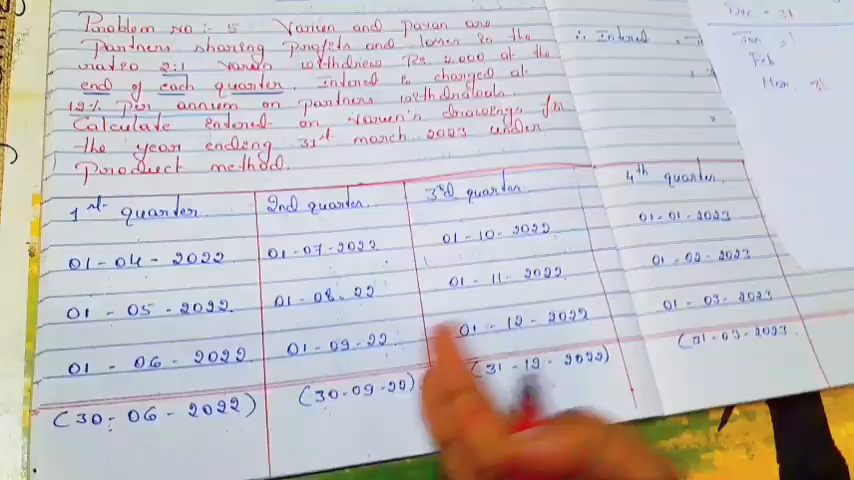 Problem No :- 5 Varun and Pavan are
Partners sharing Profits and losses in the
ratio 2:1 Varun withdrew Rs 2.000 at the
end of each quarter. Interest is charged at
12% Per annum on partners withdrawals.
Calculate interest on Varun's drawings for
the year ending 31st march 2023 under
Product method.
∴ Interest =
Dec - 31
Jan
Feb
1st quarter 2nd quarter. 3rd quarter 4th quarter.
01-04-2022 01-07-2022 01-10-2022 01-01-2023
01-05-2022 01-08-22 01-11-2022 01-02-2023
01-06-2022 01-09-22 01-12-2022 01-03-2023
(30-06-2022) (30-09-22) (31-12-2022) (31-03-2023)